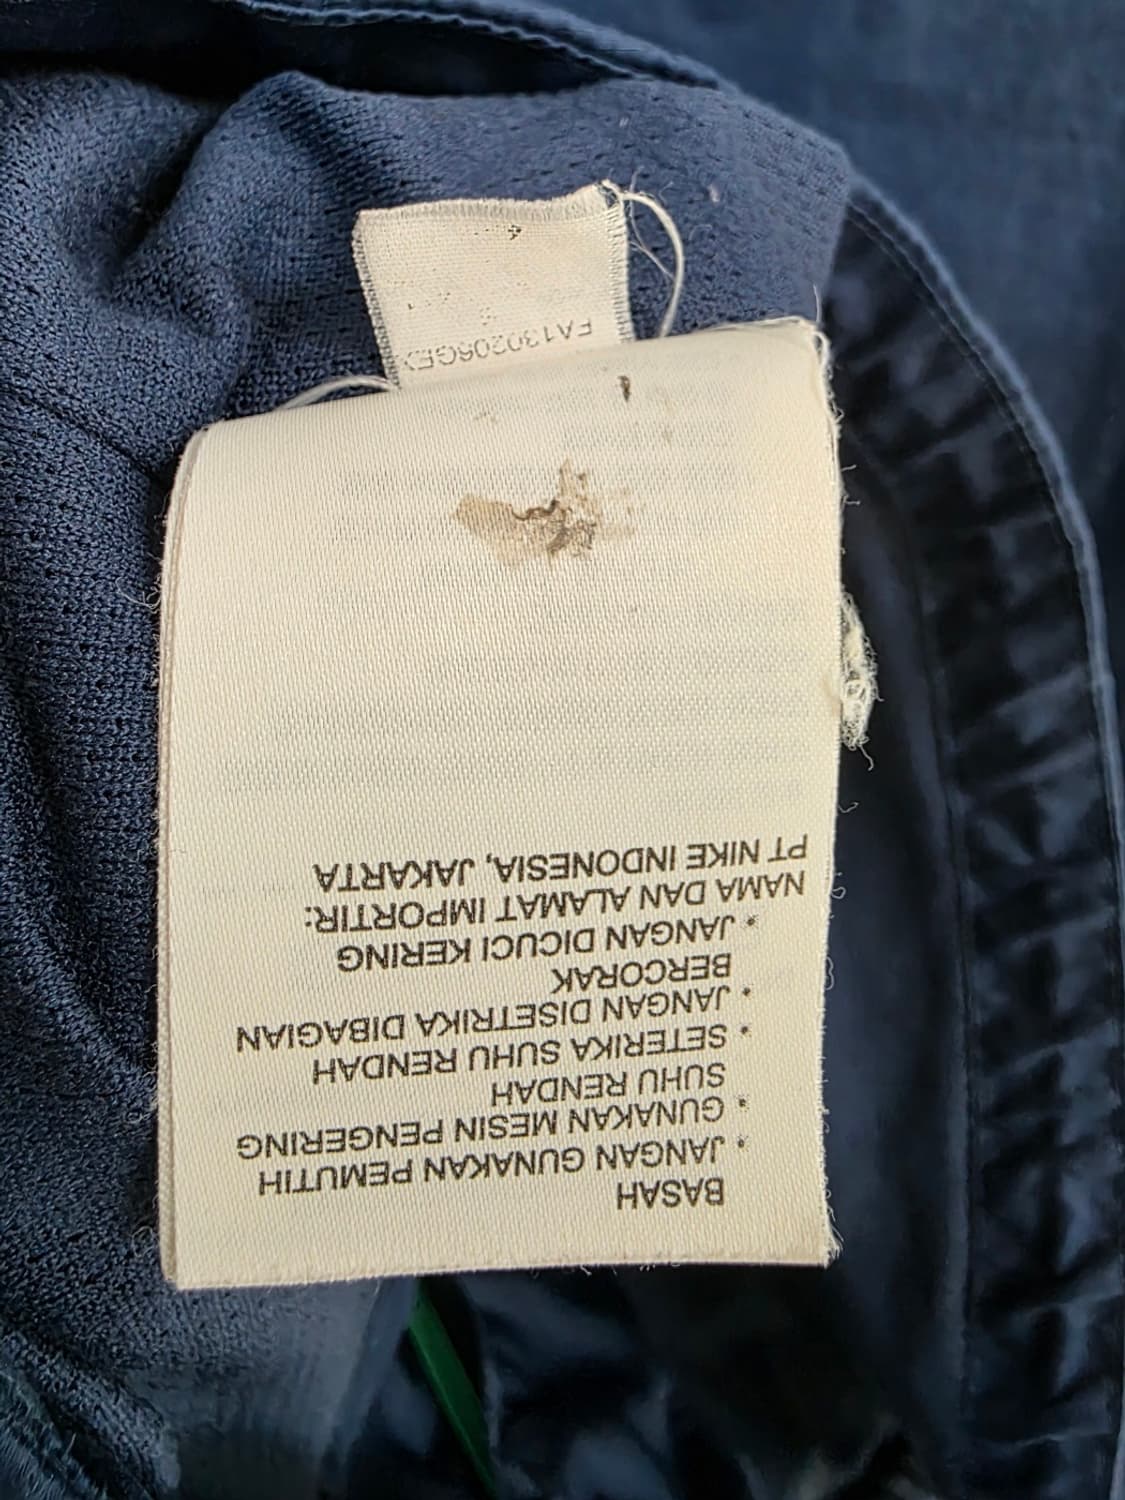 BASAH
• JANGAN GUNAKAN PEMUTIH
• GUNAKAN MESIN PENGERING
SUHU RENDAH
• SETERIKA SUHU RENDAH
• JANGAN DISETRIKA DIBAGIAN
BERCORAK
• JANGAN DICUCI KERING
NAMA DAN ALAMAT IMPORTIR:
PT NIKE INDONESIA, JAKARTA